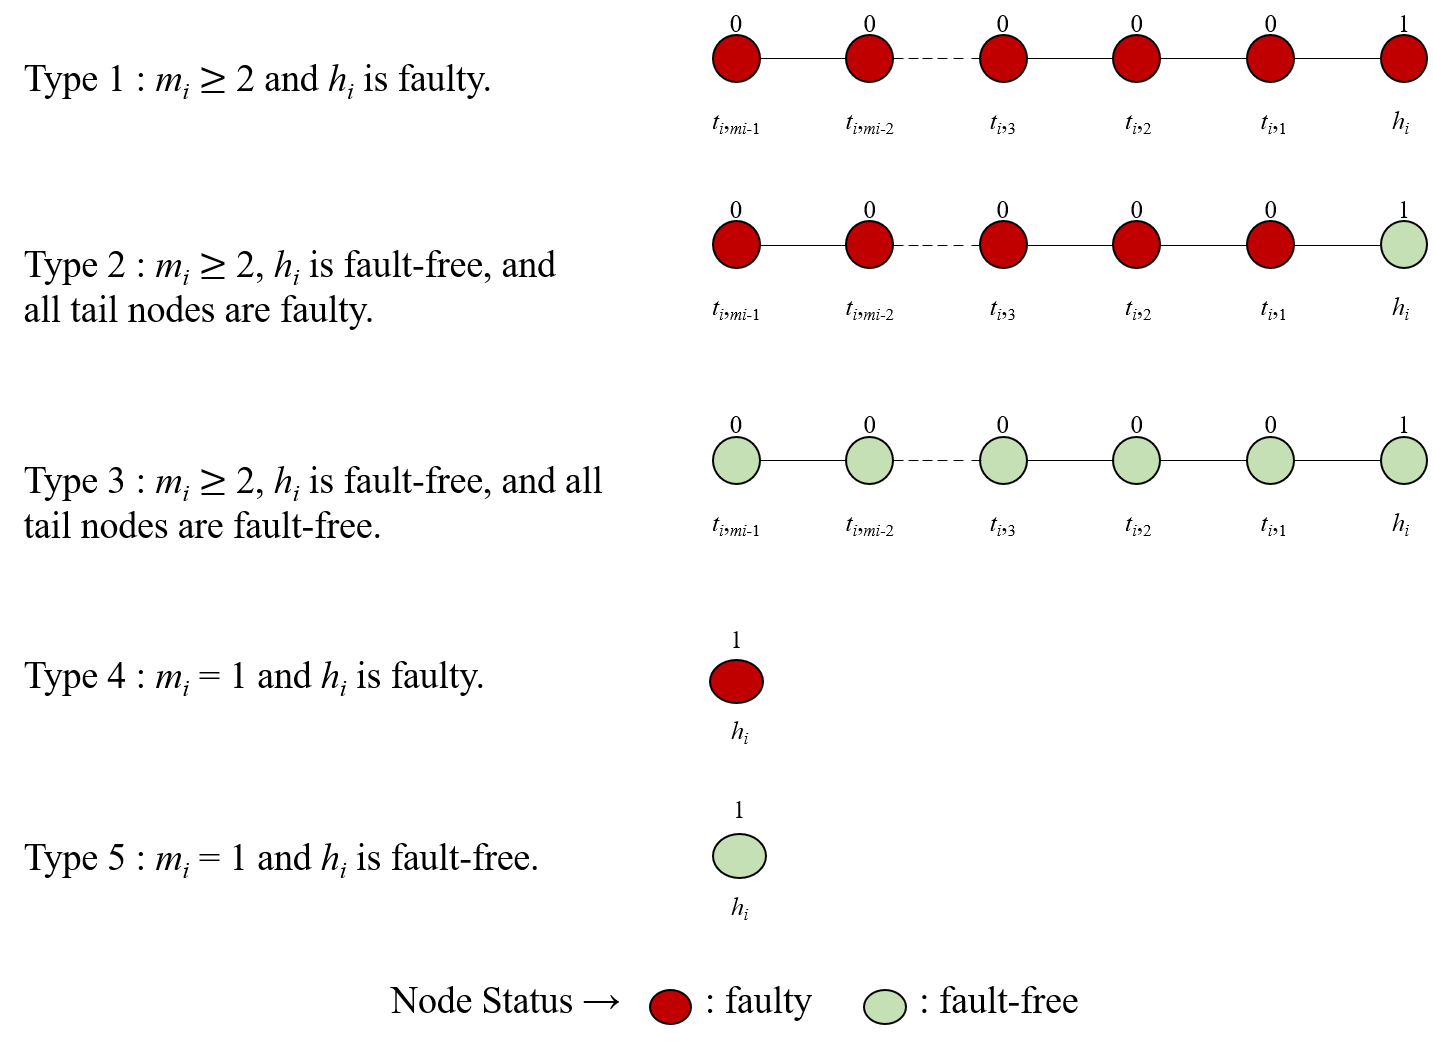 0 0 0 0 0 1
Type 1 : mᵢ ≥ 2 and hᵢ is faulty.
tᵢ,mi-1 tᵢ,mi-2 tᵢ,3 tᵢ,2 tᵢ,1 hᵢ
0 0 0 0 0 1
Type 2 : mᵢ ≥ 2, hᵢ is fault-free, and
all tail nodes are faulty.
tᵢ,mi-1 tᵢ,mi-2 tᵢ,3 tᵢ,2 tᵢ,1 hᵢ
0 0 0 0 0 1
Type 3 : mᵢ ≥ 2, hᵢ is fault-free, and all
tail nodes are fault-free.
tᵢ,mi-1 tᵢ,mi-2 tᵢ,3 tᵢ,2 tᵢ,1 hᵢ
1
Type 4 : mᵢ = 1 and hᵢ is faulty.
hᵢ
1
Type 5 : mᵢ = 1 and hᵢ is fault-free.
hᵢ
Node Status → : faulty : fault-free